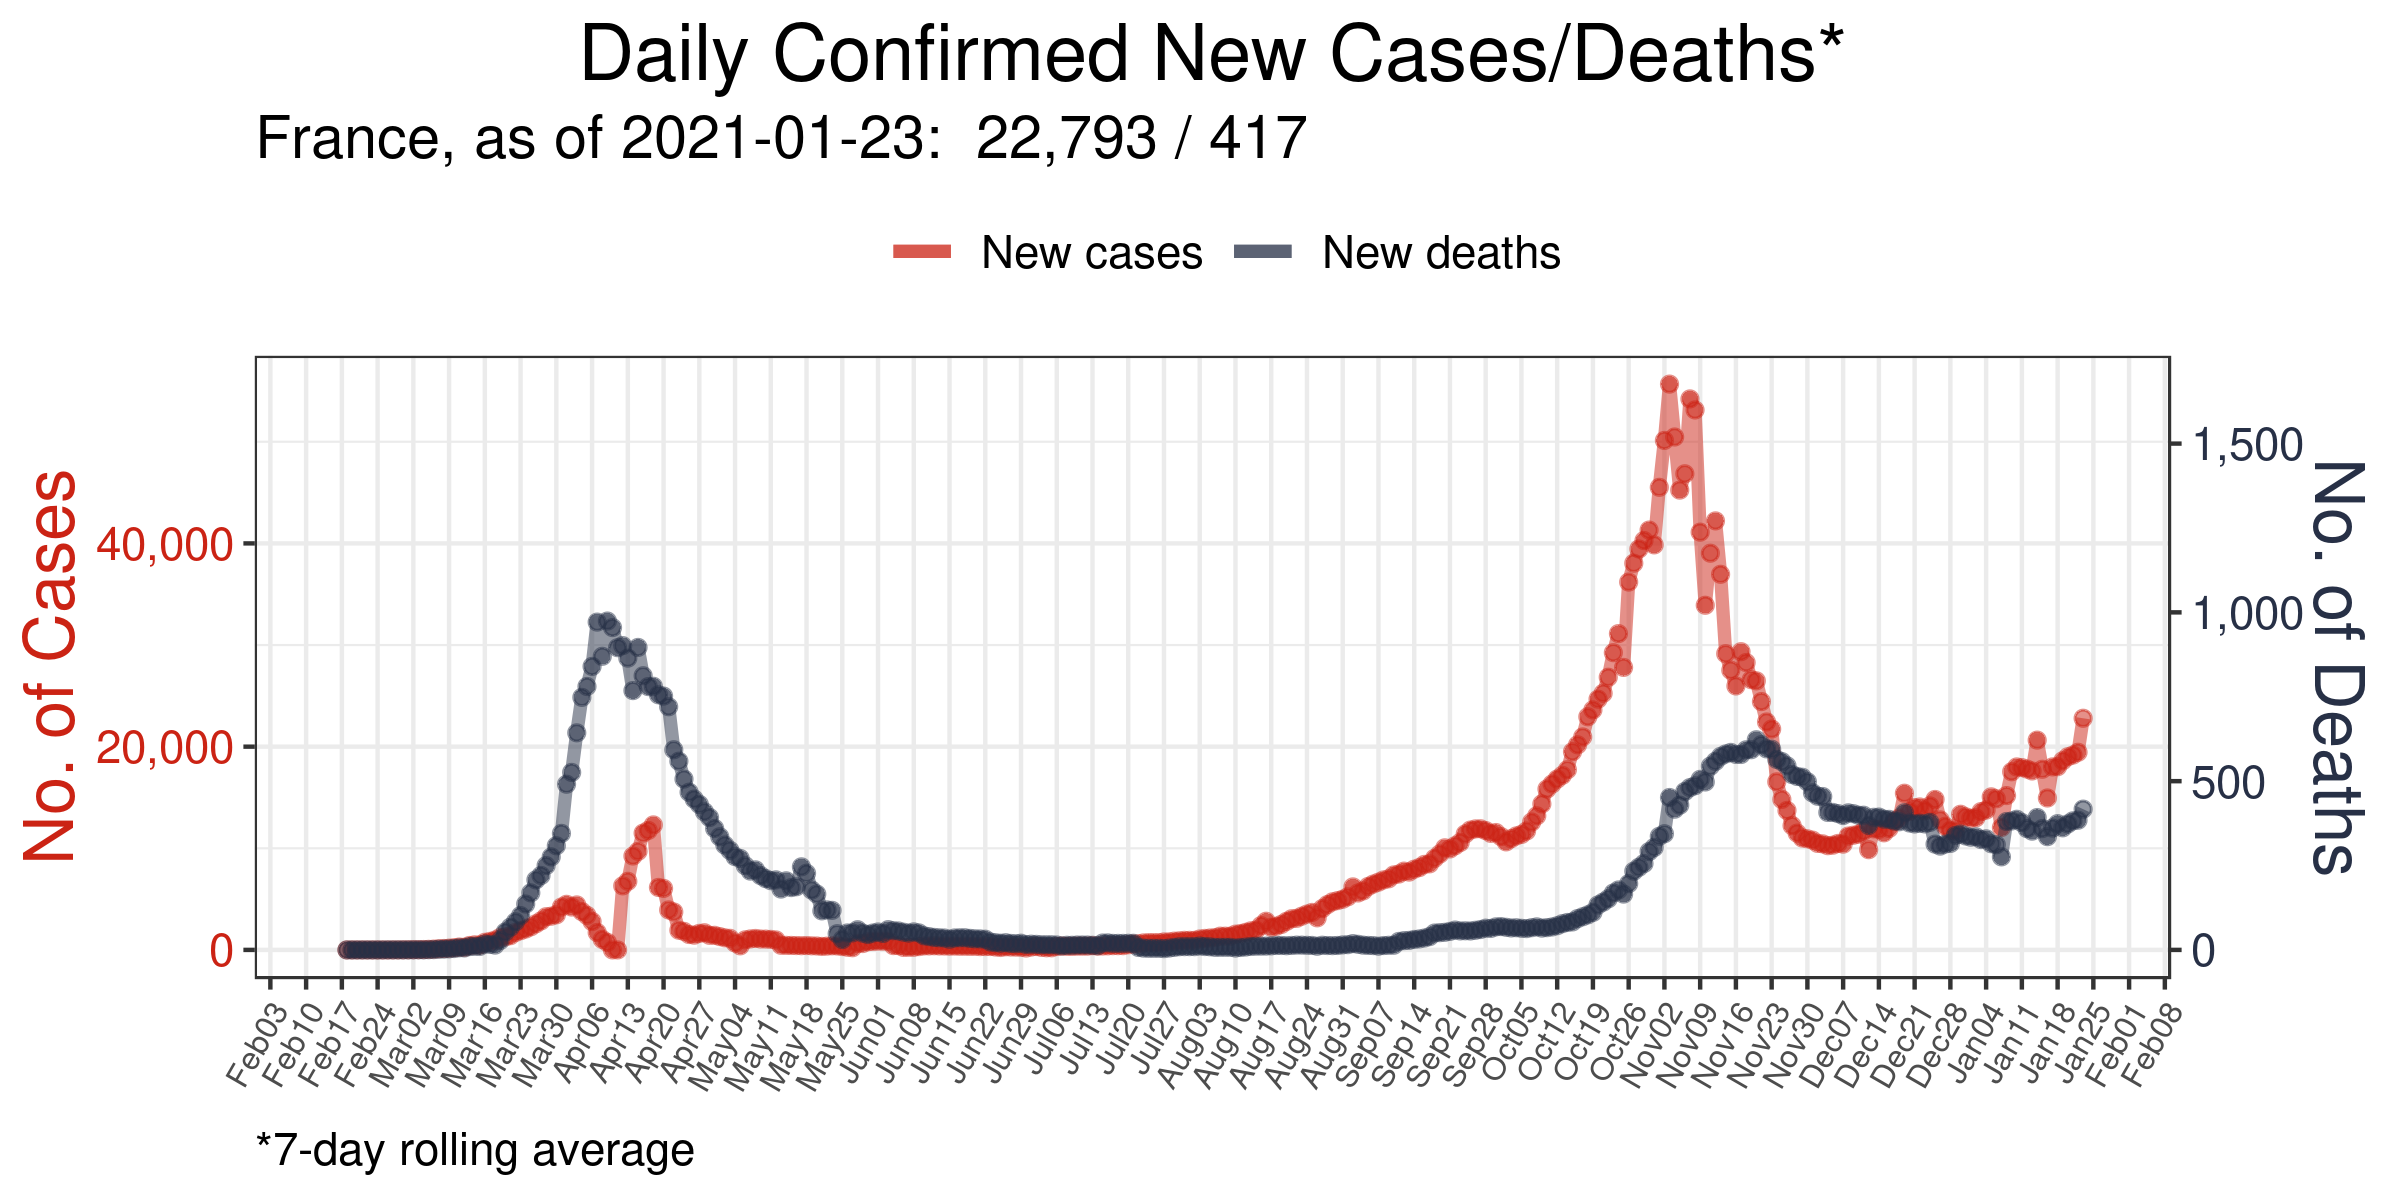 Daily Confirmed New Cases/Deaths*
France, as of 2021-01-23:  22,793 / 417
New cases New deaths
No. of Cases
40,000
20,000
0
1,500
1,000
500
0
No. of Deaths
Feb03 Feb10 Feb17 Feb24 Mar02 Mar09 Mar16 Mar23 Mar30 Apr06 Apr13 Apr20 Apr27 May04 May11 May18 May25 Jun01 Jun08 Jun15 Jun22 Jun29 Jul06 Jul13 Jul20 Jul27 Aug03 Aug10 Aug17 Aug24 Aug31 Sep07 Sep14 Sep21 Sep28 Oct05 Oct12 Oct19 Oct26 Nov02 Nov09 Nov16 Nov23 Nov30 Dec07 Dec14 Dec21 Dec28 Jan04 Jan11 Jan18 Jan25 Feb01 Feb08
*7-day rolling average